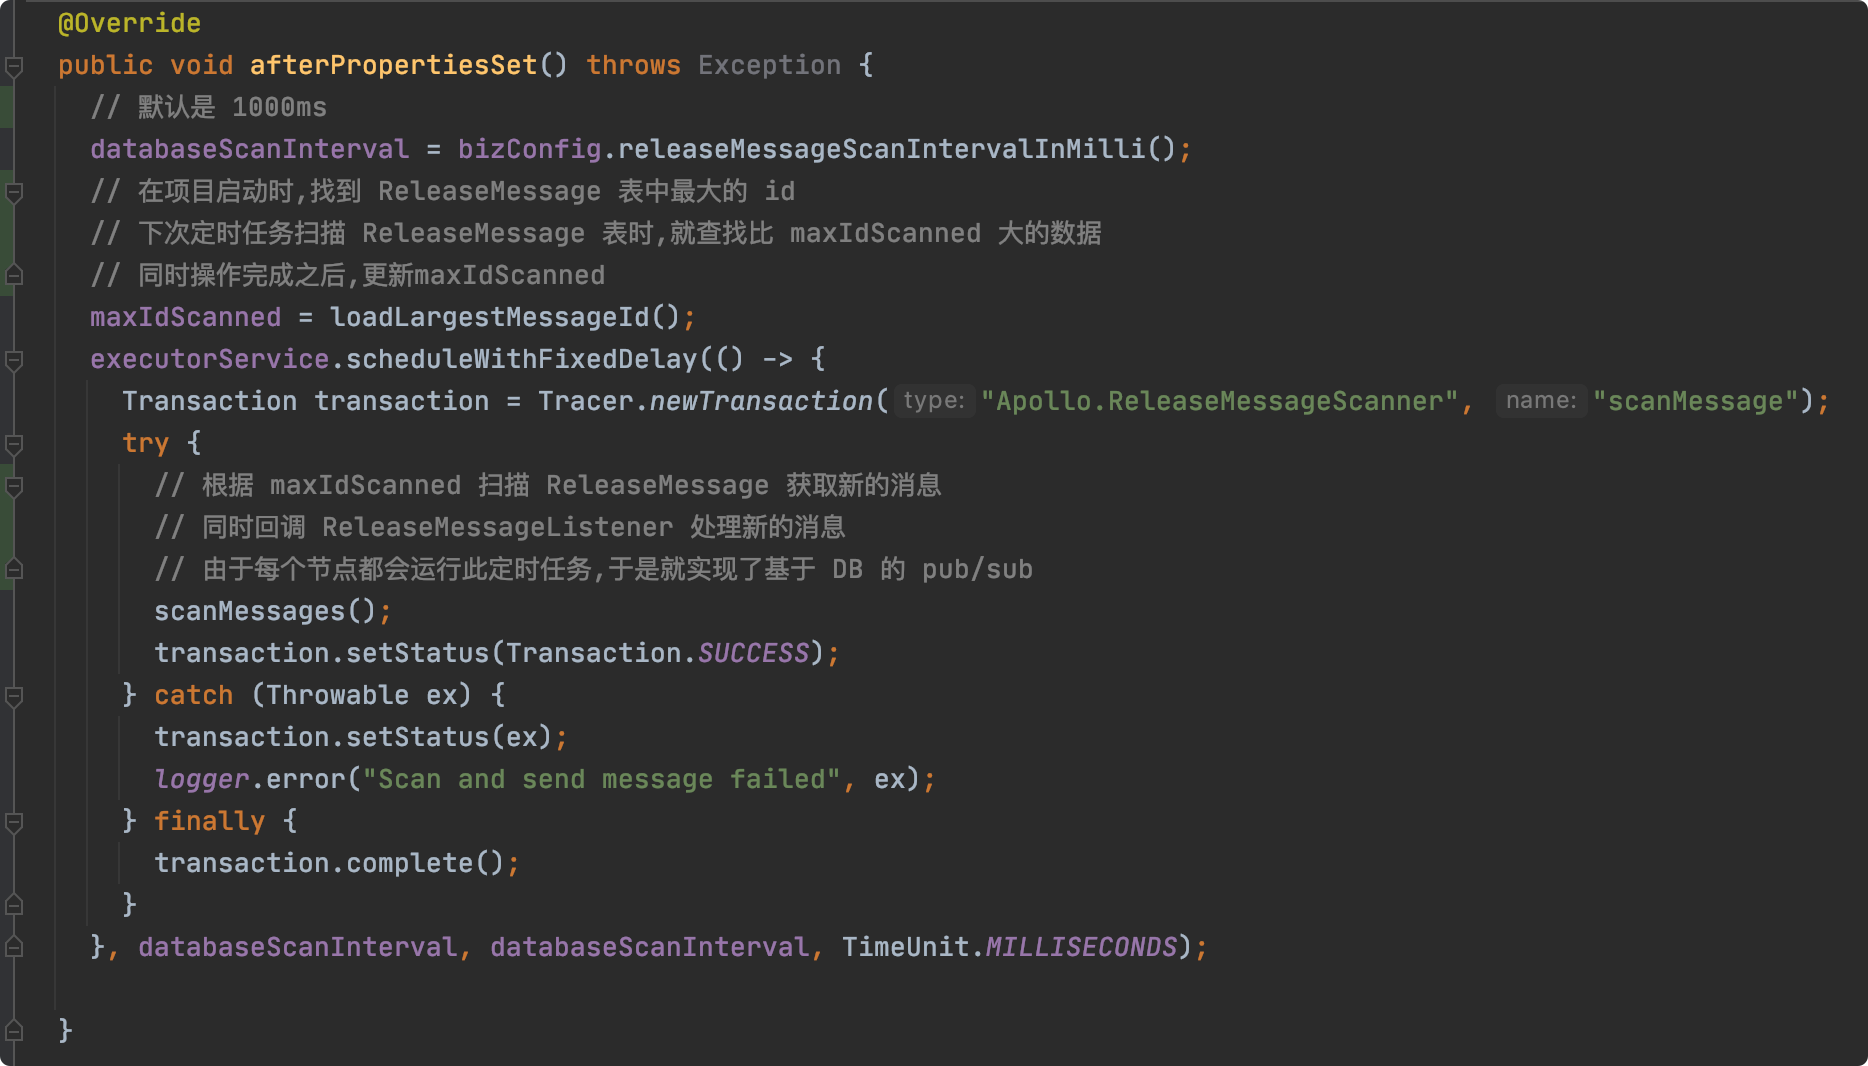 @Override
public void afterPropertiesSet() throws Exception {
// 默认是 1000ms
databaseScanInterval = bizConfig.releaseMessageScanIntervalInMilli();
// 在项目启动时,找到 ReleaseMessage 表中最大的 id
// 下次定时任务扫描 ReleaseMessage 表时,就查找比 maxIdScanned 大的数据
// 同时操作完成之后,更新maxIdScanned
maxIdScanned = loadLargestMessageId();
executorService.scheduleWithFixedDelay(() -> {
Transaction transaction = Tracer.newTransaction( type: "Apollo.ReleaseMessageScanner", name: "scanMessage");
try {
// 根据 maxIdScanned 扫描 ReleaseMessage 获取新的消息
// 同时回调 ReleaseMessageListener 处理新的消息
// 由于每个节点都会运行此定时任务,于是就实现了基于 DB 的 pub/sub
scanMessages();
transaction.setStatus(Transaction.SUCCESS);
} catch (Throwable ex) {
transaction.setStatus(ex);
logger.error("Scan and send message failed", ex);
} finally {
transaction.complete();
}
}, databaseScanInterval, databaseScanInterval, TimeUnit.MILLISECONDS);
}